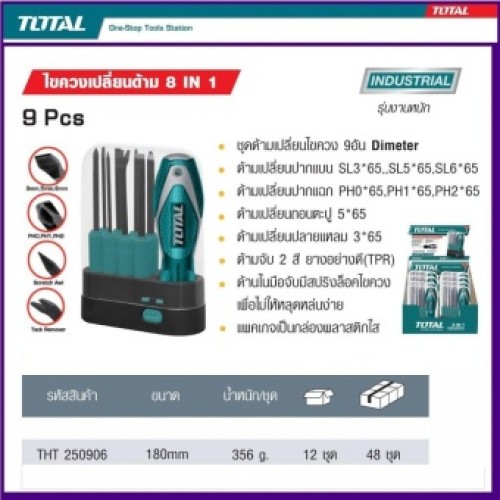 TOTAL
One-Stop Tools Station
TOTAL
ไขควงเปลี่ยนด้าม 8 IN 1
INDUSTRIAL
รุ่นงานหนัก
9 Pcs
3mm,5mm,6mm
PH0,PH1,PH2
Scratch Awl
Tack Remover
TOTAL
• ชุดด้ามเปลี่ยนไขควง 9อัน Dimeter
• ด้ามเปลี่ยนปากแบน SL3*65,,SL5*65,SL6*65
• ด้ามเปลี่ยนปากแฉก PH0*65,PH1*65,PH2*65
• ด้ามเปลี่ยนถอนตะปู 5*65
• ด้ามเปลี่ยนปลายแหลม 3*65
• ด้ามจับ 2 สี ยางอย่างดี(TPR)
• ด้านในมือจับมีสปริงล็อคไขควง
เพื่อไม่ให้หลุดหล่นง่าย
• แพคเกจเป็นกล่องพลาสติกใส
TOTAL
รหัสสินค้า ขนาด น้ำหนัก/ชุด
THT 250906 180mm 356 g. 12 ชุด 48 ชุด